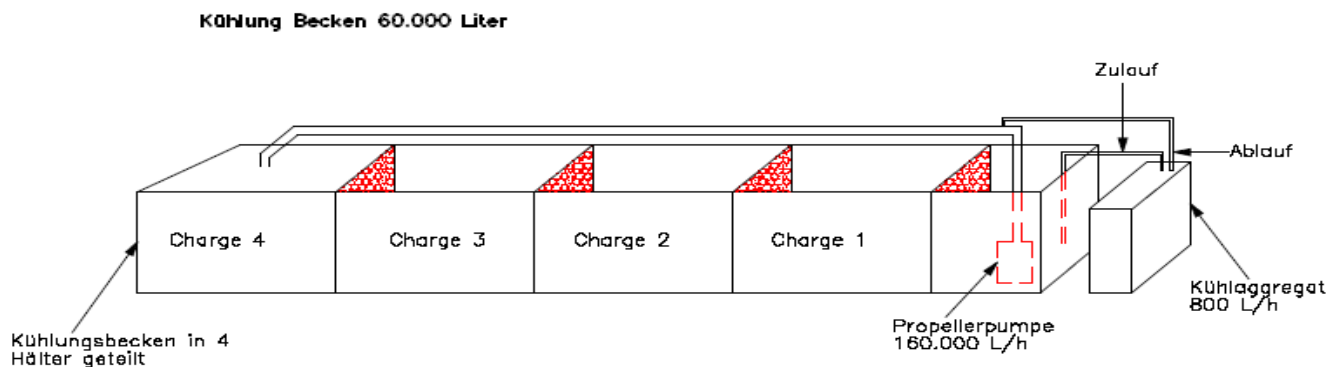 Kühlung Becken 60.000 Liter
Zulauf
Ablauf
Charge 4
Charge 3
Charge 2
Charge 1
Kühlaggregat
800 L/h
Propellerpumpe
160.000 L/h
Kühlungsbecken in 4
Hälter geteilt